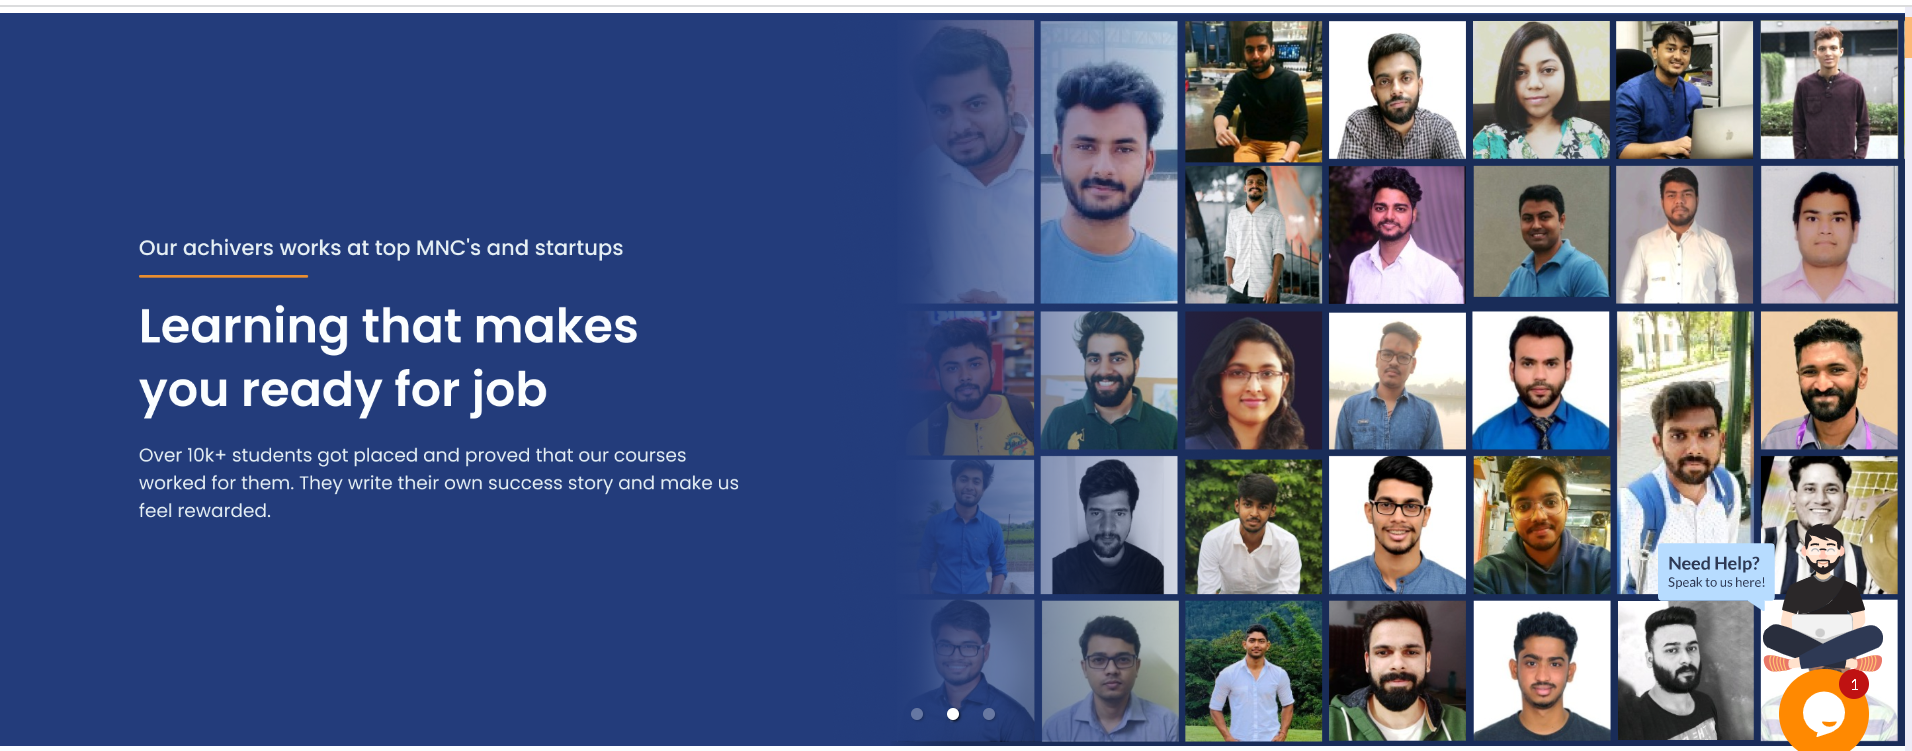 Our achivers works at top MNC's and startups
Learning that makes
you ready for job
Over 10k+ students got placed and proved that our courses
worked for them. They write their own success story and make us
feel rewarded.
Need Help?
Speak to us here!
1